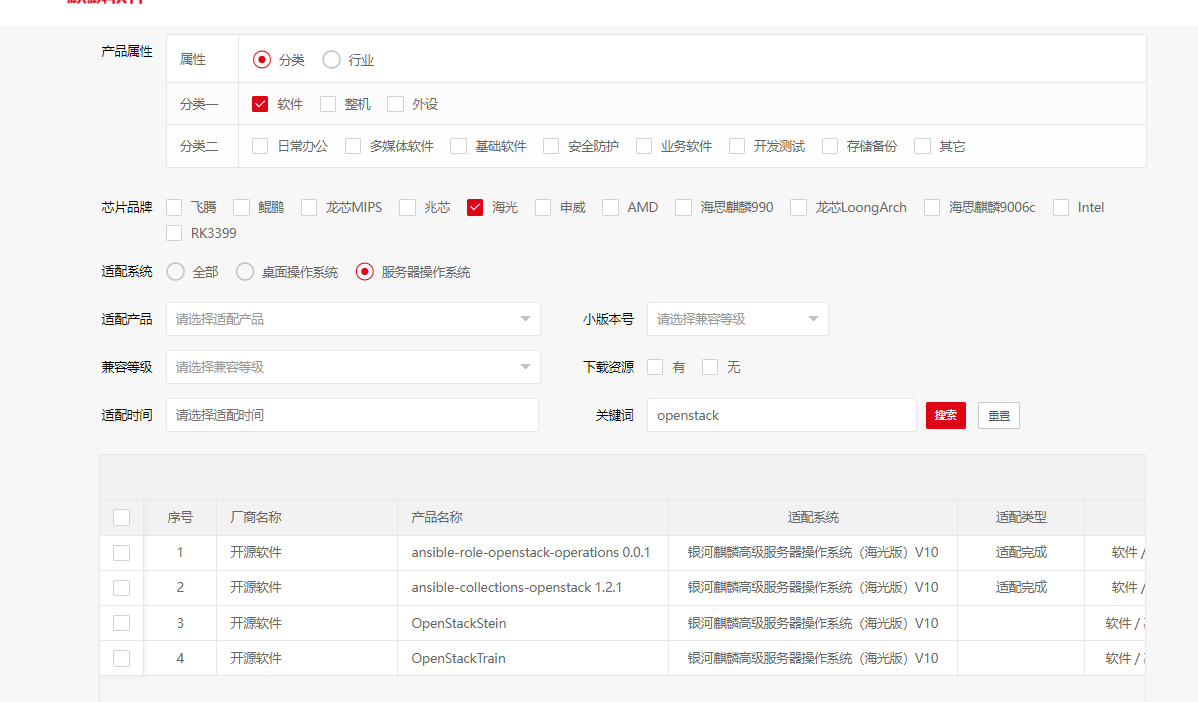 麒麟软件
产品属性
属性 分类 行业
分类一 软件 整机 外设
分类二 日常办公 多媒体软件 基础软件 安全防护 业务软件 开发测试 存储备份 其它
芯片品牌 飞腾 鲲鹏 龙芯MIPS 兆芯 海光 申威 AMD 海思麒麟990 龙芯LoongArch 海思麒麟9006c Intel
RK3399
适配系统 全部 桌面操作系统 服务器操作系统
适配产品 请选择适配产品 小版本号 请选择兼容等级
兼容等级 请选择兼容等级 下载资源 有 无
适配时间 请选择适配时间 关键词 openstack 搜索 重置
序号 厂商名称 产品名称 适配系统 适配类型
1 开源软件 ansible-role-openstack-operations 0.0.1 银河麒麟高级服务器操作系统（海光版）V10 适配完成 软件 /
2 开源软件 ansible-collections-openstack 1.2.1 银河麒麟高级服务器操作系统（海光版）V10 适配完成 软件 /
3 开源软件 OpenStackStein 银河麒麟高级服务器操作系统（海光版）V10 软件 /
4 开源软件 OpenStackTrain 银河麒麟高级服务器操作系统（海光版）V10 软件 /